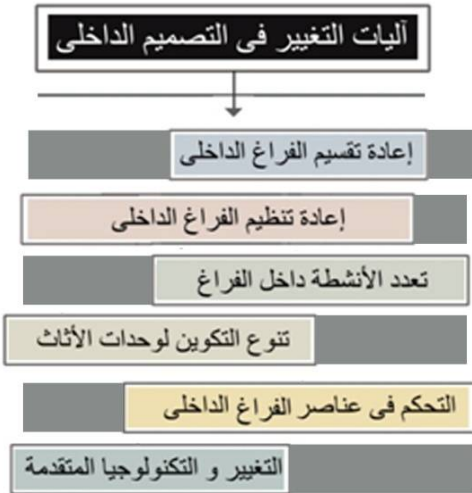 آليات التغيير فى التصميم الداخلى
إعادة تقسيم الفراغ الداخلى
إعادة تنظيم الفراغ الداخلى
تعدد الأنشطة داخل الفراغ
تنوع التكوين لوحدات الأثاث
التحكم فى عناصر الفراغ الداخلى
التغيير و التكنولوجيا المتقدمة